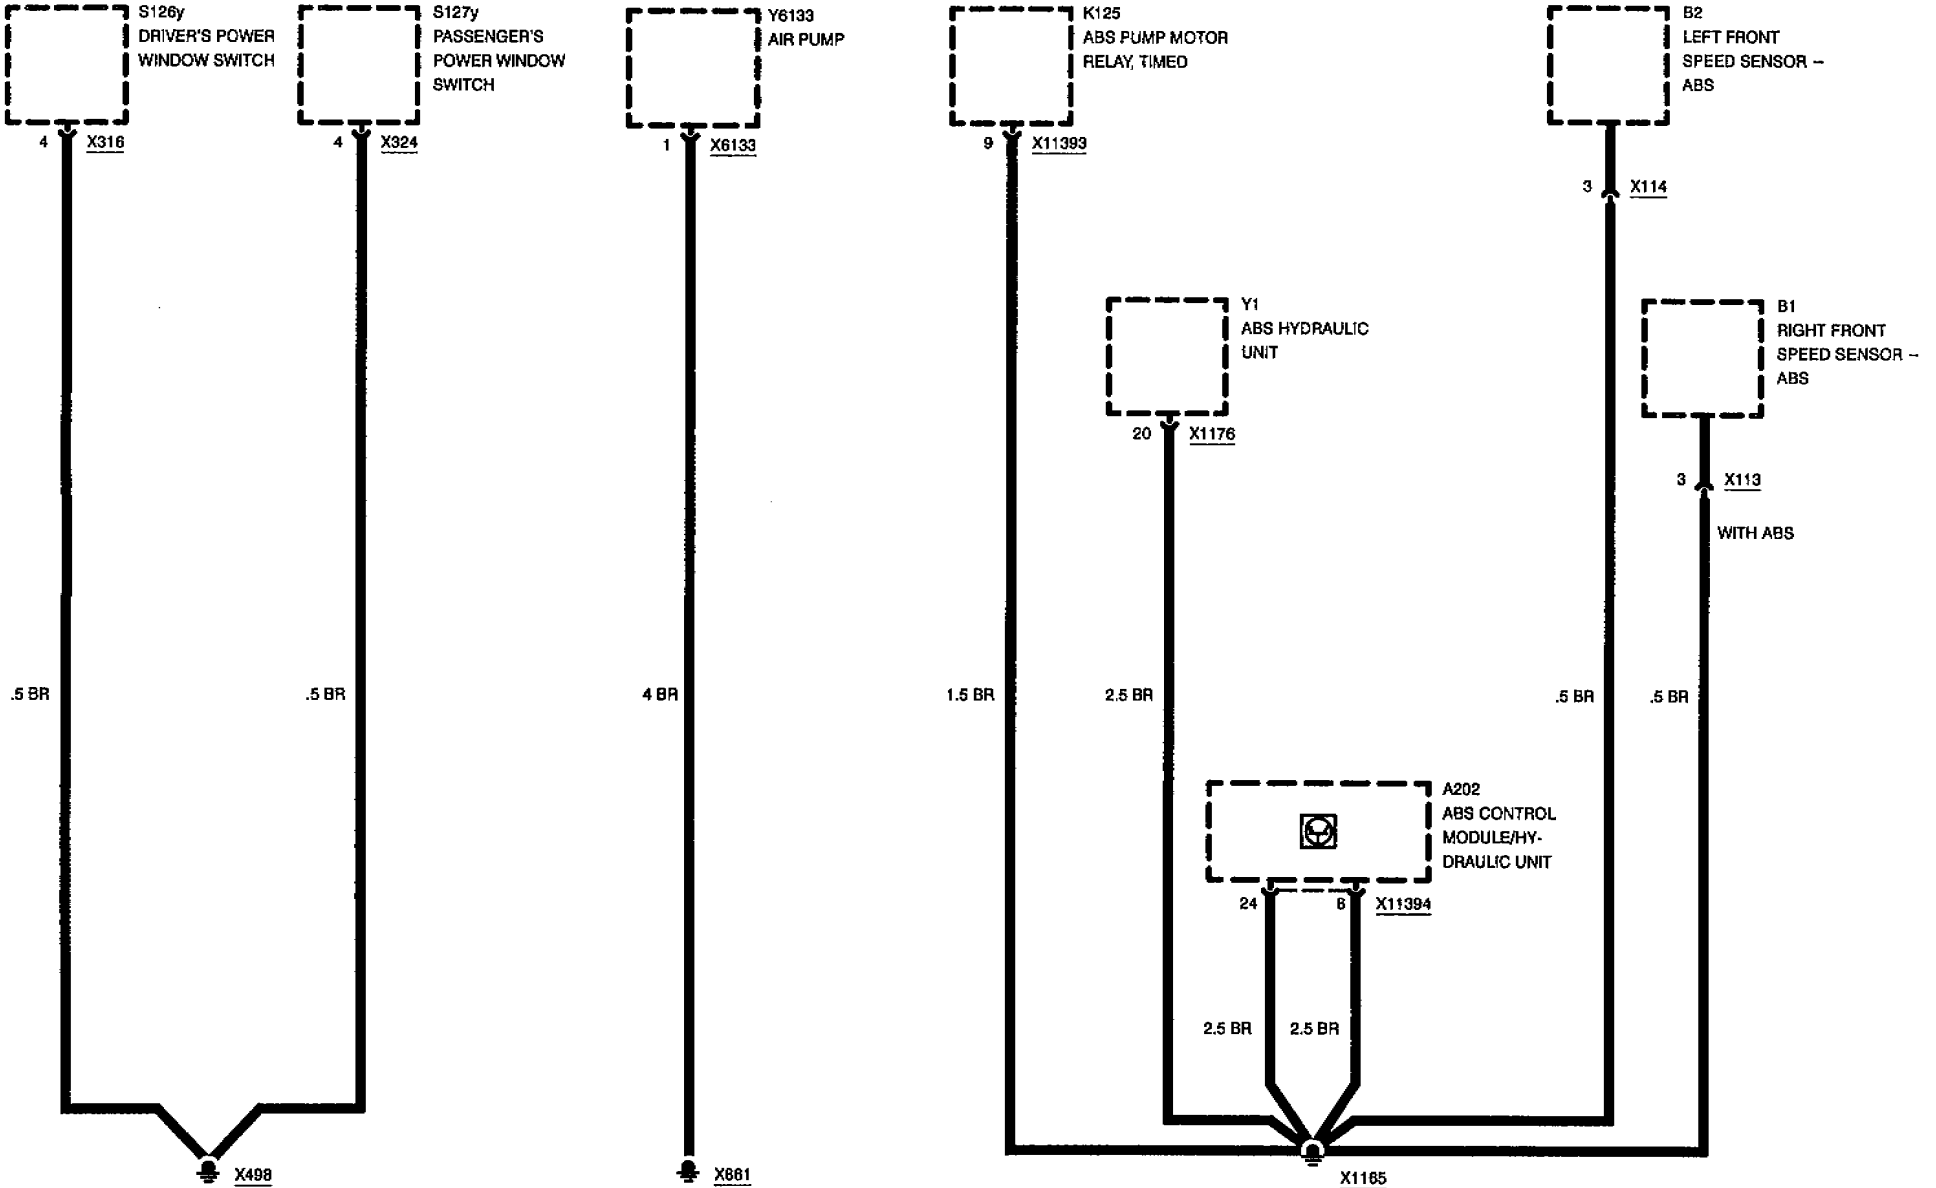 S126y
DRIVER'S POWER
WINDOW SWITCH
4
X316
.5 BR
S127y
PASSENGER'S
POWER WINDOW
SWITCH
4
X324
.5 BR
X498
Y6133
AIR PUMP
1
X6133
4 BR
X661
K125
ABS PUMP MOTOR
RELAY, TIMED
9
X11393
1.5 BR
Y1
ABS HYDRAULIC
UNIT
20
X1176
2.5 BR
A202
ABS CONTROL
MODULE/HY-
DRAULIC UNIT
24
8
X11394
2.5 BR
2.5 BR
B2
LEFT FRONT
SPEED SENSOR –
ABS
3
X114
.5 BR
B1
RIGHT FRONT
SPEED SENSOR –
ABS
3
X113
WITH ABS
.5 BR
X1165